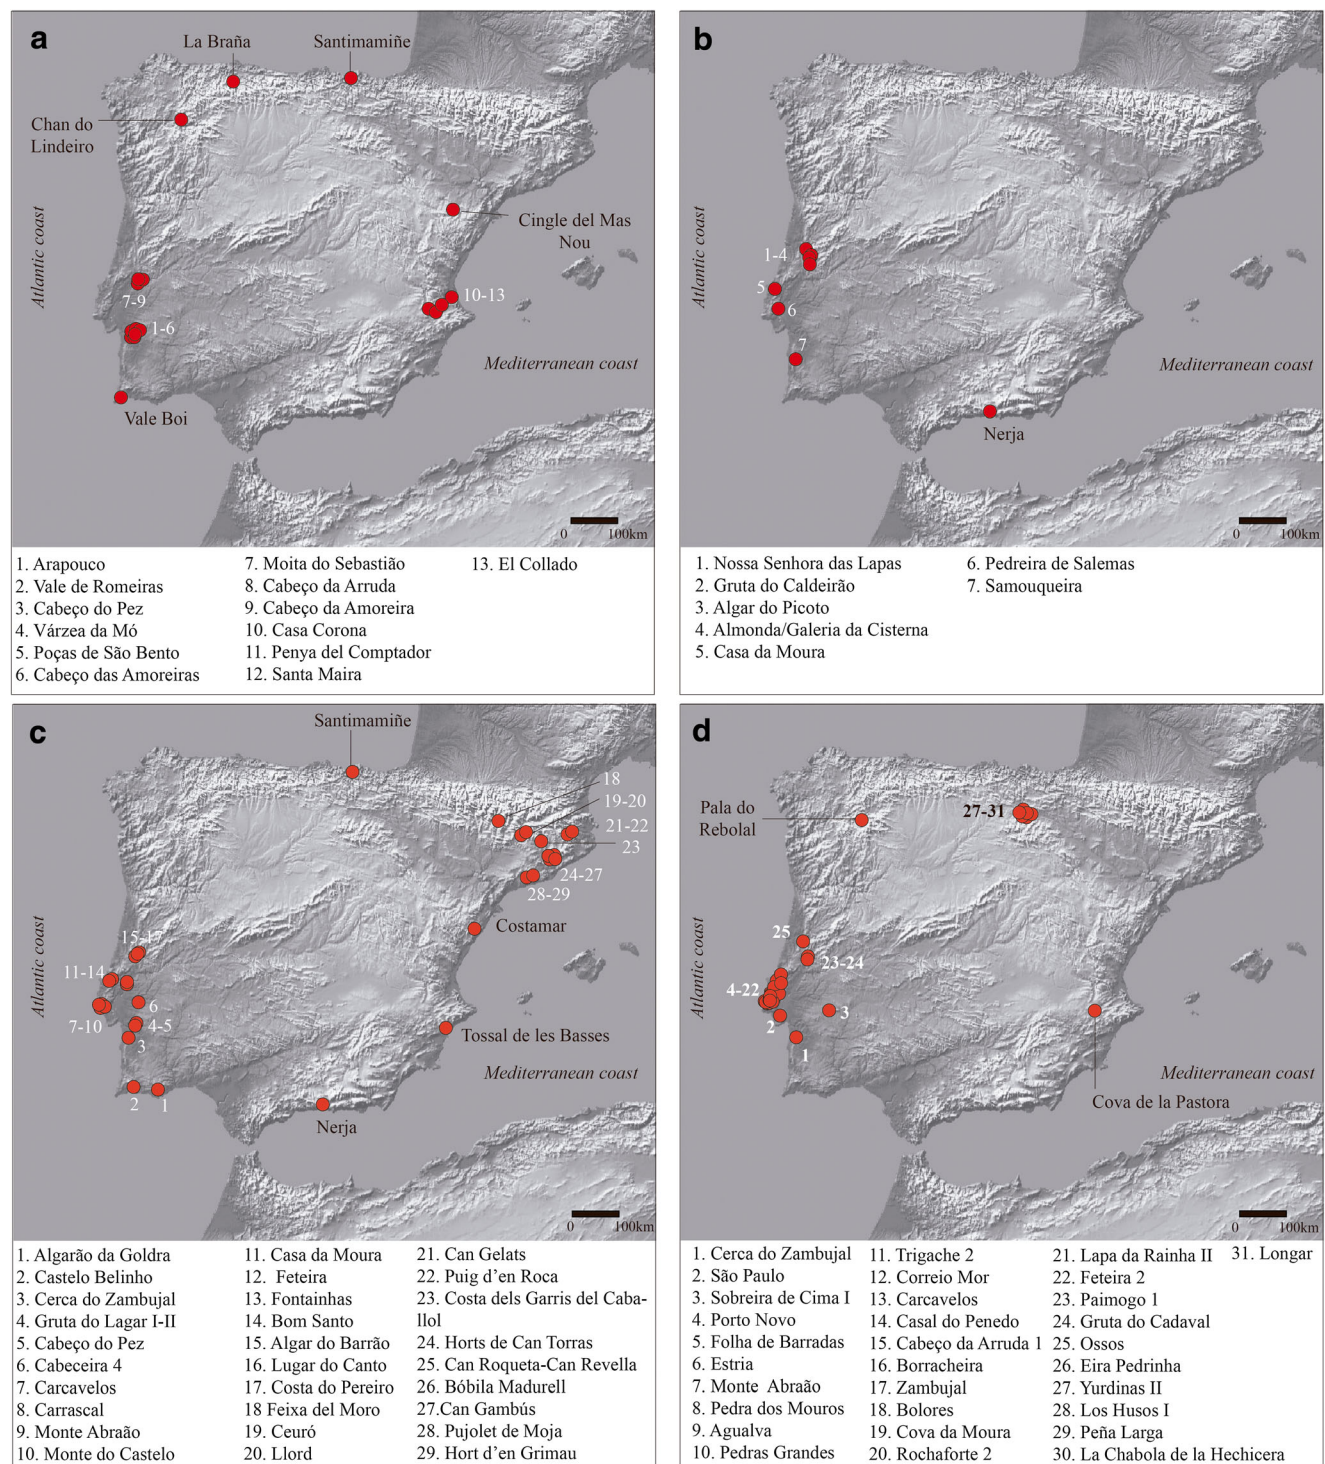 a
La Braña
Santimamiñe
Chan do
Lindeiro
Atlantic coast
Cingle del Mas
Nou
7-9
10-13
1-6
Mediterranean coast
Vale Boi
0 100km
1. Arapouco
2. Vale de Romeiras
3. Cabeço do Pez
4. Várzea da Mó
5. Poças de São Bento
6. Cabeço das Amoreiras
7. Moita do Sebastião
8. Cabeço da Arruda
9. Cabeço da Amoreira
10. Casa Corona
11. Penya del Comptador
12. Santa Maira
13. El Collado
b
Atlantic coast
1-4
5
6
7
Mediterranean coast
Nerja
0 100km
1. Nossa Senhora das Lapas
2. Gruta do Caldeirão
3. Algar do Picoto
4. Almonda/Galeria da Cisterna
5. Casa da Moura
6. Pedreira de Salemas
7. Samouqueira
c
Santimamiñe
18
19-20
21-22
23
24-27
28-29
Costamar
Atlantic coast
15-17
11-14
6
7-10
4-5
3
Tossal de les Basses
Mediterranean coast
2
1
Nerja
0 100km
1. Algarão da Goldra
2. Castelo Belinho
3. Cerca do Zambujal
4. Gruta do Lagar I-II
5. Cabeço do Pez
6. Cabeceira 4
7. Carcavelos
8. Carrascal
9. Monte Abraão
10. Monte do Castelo
11. Casa da Moura
12. Feteira
13. Fontainhas
14. Bom Santo
15. Algar do Barrão
16. Lugar do Canto
17. Costa do Pereiro
18 Feixa del Moro
19. Ceuró
20. Llord
21. Can Gelats
22. Puig d'en Roca
23. Costa dels Garris del Caba-
llol
24. Horts de Can Torras
25. Can Roqueta-Can Revella
26. Bóbila Madurell
27.Can Gambús
28. Pujolet de Moja
29. Hort d'en Grimau
d
Pala do
Rebolal
27-31
Atlantic coast
25
23-24
4-22
3
2
1
Mediterranean coast
Cova de la Pastora
0 100km
1. Cerca do Zambujal
2. São Paulo
3. Sobreira de Cima I
4. Porto Novo
5. Folha de Barradas
6. Estria
7. Monte Abraão
8. Pedra dos Mouros
9. Agualva
10. Pedras Grandes
11. Trigache 2
12. Correio Mor
13. Carcavelos
14. Casal do Penedo
15. Cabeço da Arruda 1
16. Borracheira
17. Zambujal
18. Bolores
19. Cova da Moura
20. Rochaforte 2
21. Lapa da Rainha II
22. Feteira 2
23. Paimogo 1
24. Gruta do Cadaval
25. Ossos
26. Eira Pedrinha
27. Yurdinas II
28. Los Husos I
29. Peña Larga
30. La Chabola de la Hechicera
31. Longar